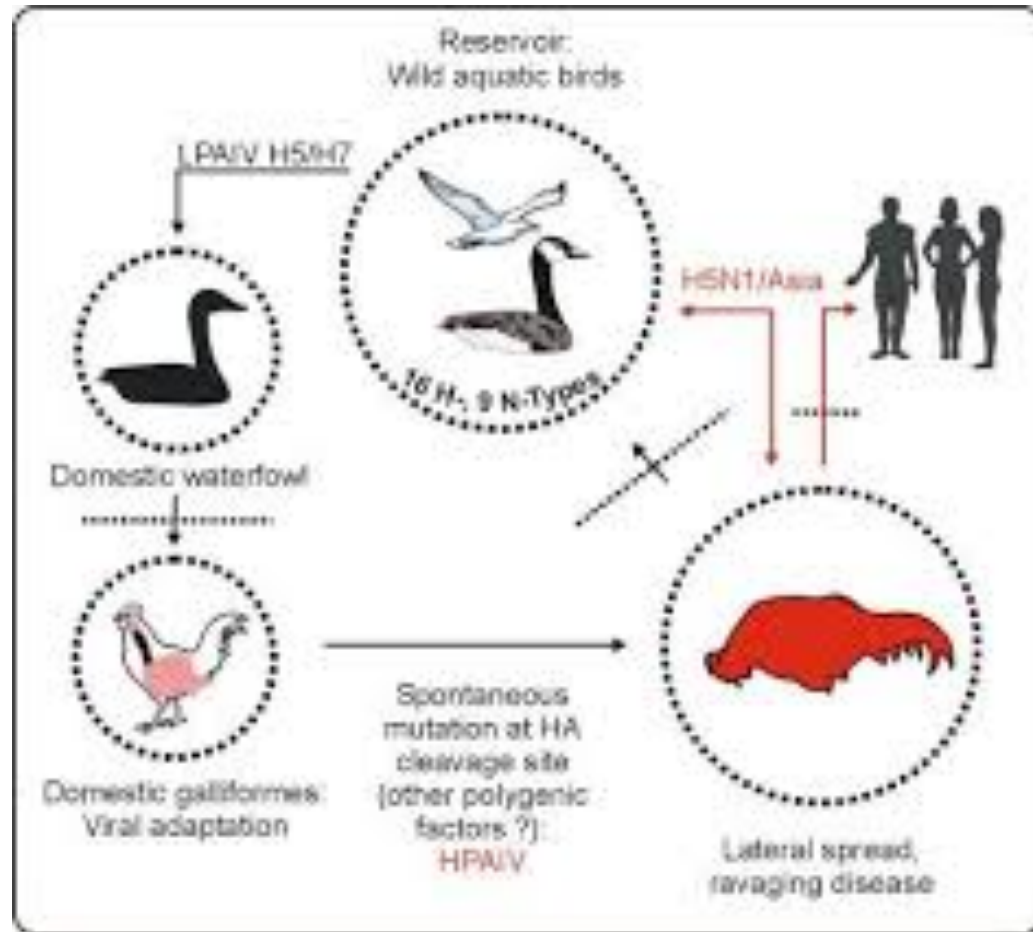 Reservoir:
Wild aquatic birds
LPAIV H5/H7
H5N1/Asia
16 H-, 9 N-Types
Domestic waterfowl
Domestic galliformes:
Viral adaptation
Spontaneous
mutation at HA
cleavage site
(other polygenic
factors ?):
HPAIV
Lateral spread,
ravaging disease